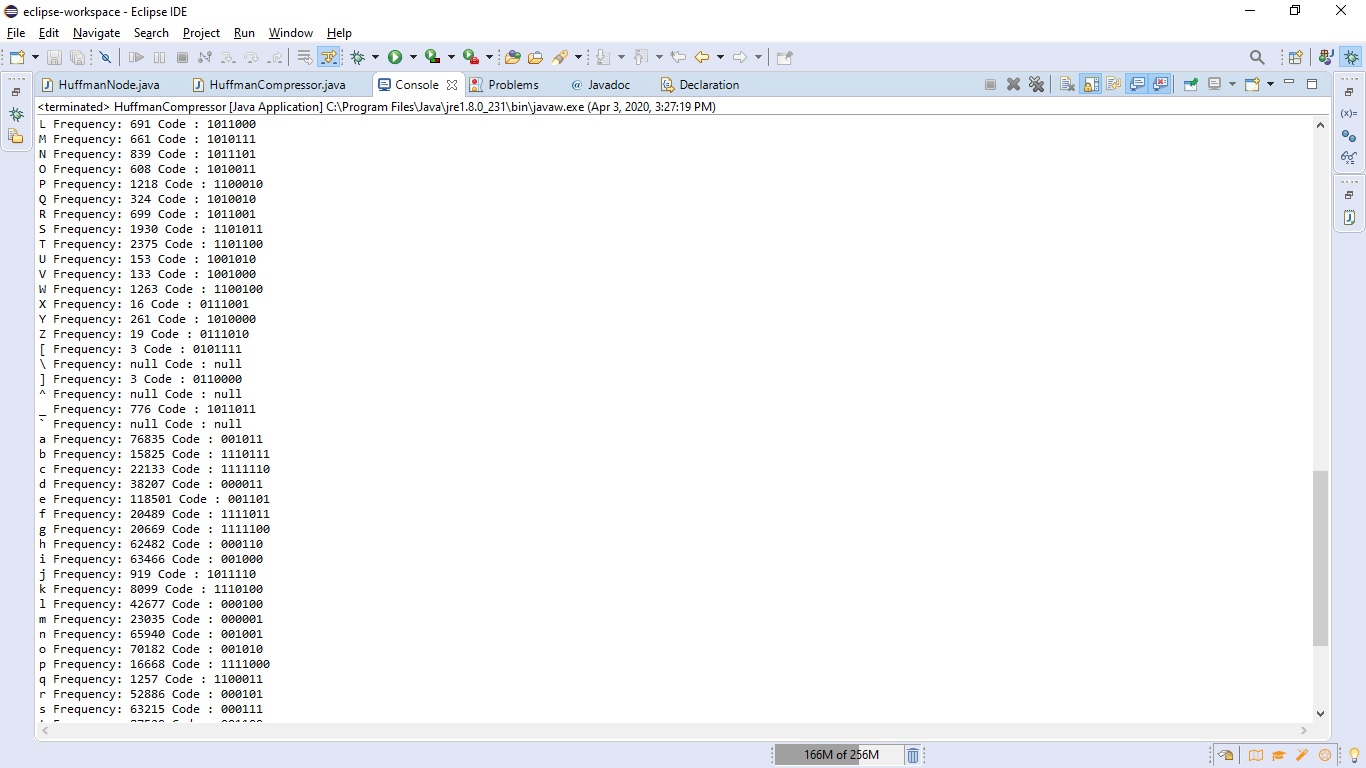 eclipse-workspace - Eclipse IDE
File Edit Navigate Search Project Run Window Help
HuffmanNode.java HuffmanCompressor.java Console Problems @ Javadoc Declaration
<terminated> HuffmanCompressor [Java Application] C:\Program Files\Java\jre1.8.0_231\bin\javaw.exe (Apr 3, 2020, 3:27:19 PM)
L Frequency: 691 Code : 1011000
M Frequency: 661 Code : 1010111
N Frequency: 839 Code : 1011101
O Frequency: 608 Code : 1010011
P Frequency: 1218 Code : 1100010
Q Frequency: 324 Code : 1010010
R Frequency: 699 Code : 1011001
S Frequency: 1930 Code : 1101011
T Frequency: 2375 Code : 1101100
U Frequency: 153 Code : 1001010
V Frequency: 133 Code : 1001000
W Frequency: 1263 Code : 1100100
X Frequency: 16 Code : 0111001
Y Frequency: 261 Code : 1010000
Z Frequency: 19 Code : 0111010
[ Frequency: 3 Code : 0101111
\ Frequency: null Code : null
] Frequency: 3 Code : 0110000
^ Frequency: null Code : null
_ Frequency: 776 Code : 1011011
` Frequency: null Code : null
a Frequency: 76835 Code : 001011
b Frequency: 15825 Code : 1110111
c Frequency: 22133 Code : 1111110
d Frequency: 38207 Code : 000011
e Frequency: 118501 Code : 001101
f Frequency: 20489 Code : 1111011
g Frequency: 20669 Code : 1111100
h Frequency: 62482 Code : 000110
i Frequency: 63466 Code : 001000
j Frequency: 919 Code : 1011110
k Frequency: 8099 Code : 1110100
l Frequency: 42677 Code : 000100
m Frequency: 23035 Code : 000001
n Frequency: 65940 Code : 001001
o Frequency: 70182 Code : 001010
p Frequency: 16668 Code : 1111000
q Frequency: 1257 Code : 1100011
r Frequency: 52886 Code : 000101
s Frequency: 63215 Code : 000111
(x)=
166M of 256M